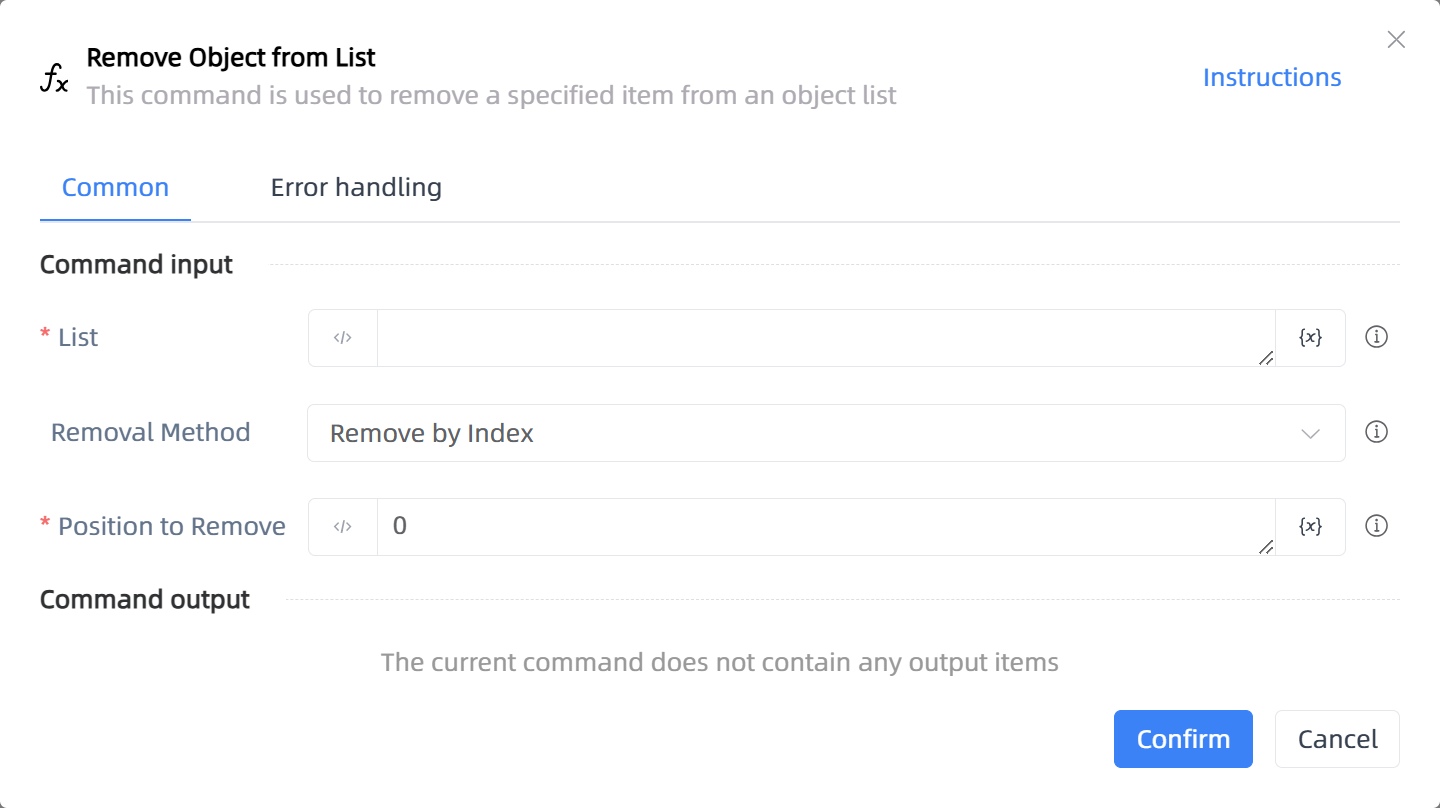 Remove Object from List
This command is used to remove a specified item from an object list
Instructions
Common
Error handling
Command input
* List
</>
{x}
Removal Method
Remove by Index
* Position to Remove
</>
0
{x}
Command output
The current command does not contain any output items
Confirm
Cancel